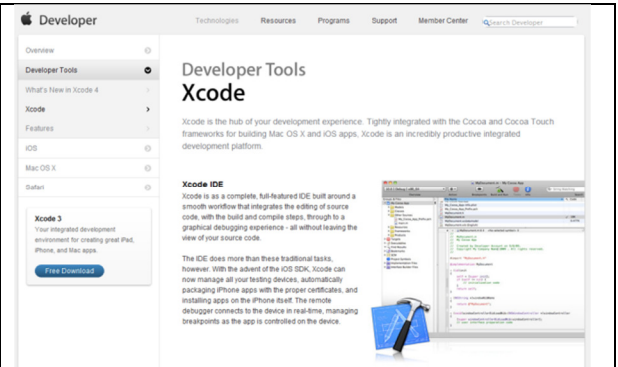 Developer
Technologies Resources Programs Support Member Center Search Developer
Overview
Developer Tools
What's New in Xcode 4
Xcode
Features
iOS
Mac OS X
Safari
Xcode 3
Your integrated development
environment for creating great iPad,
iPhone, and Mac apps.
Free Download
Developer Tools
Xcode
Xcode is the hub of your development experience. Tightly integrated with the Cocoa and Cocoa Touch
frameworks for building Mac OS X and iOS apps, Xcode is an incredibly productive integrated
development platform.
Xcode IDE
Xcode is as a complete, full-featured IDE built around a
smooth workflow that integrates the editing of source
code, with the build and compile steps, through to a
graphical debugging experience - all without leaving the
view of your source code.
The IDE does more than these traditional tasks,
however. With the advent of the iOS SDK, Xcode can
now manage all your testing devices, automatically
packaging iPhone apps with the proper certificates, and
installing apps on the iPhone itself. The remote
debugger connects to the device in real-time, managing
breakpoints as the app is controlled on the device.